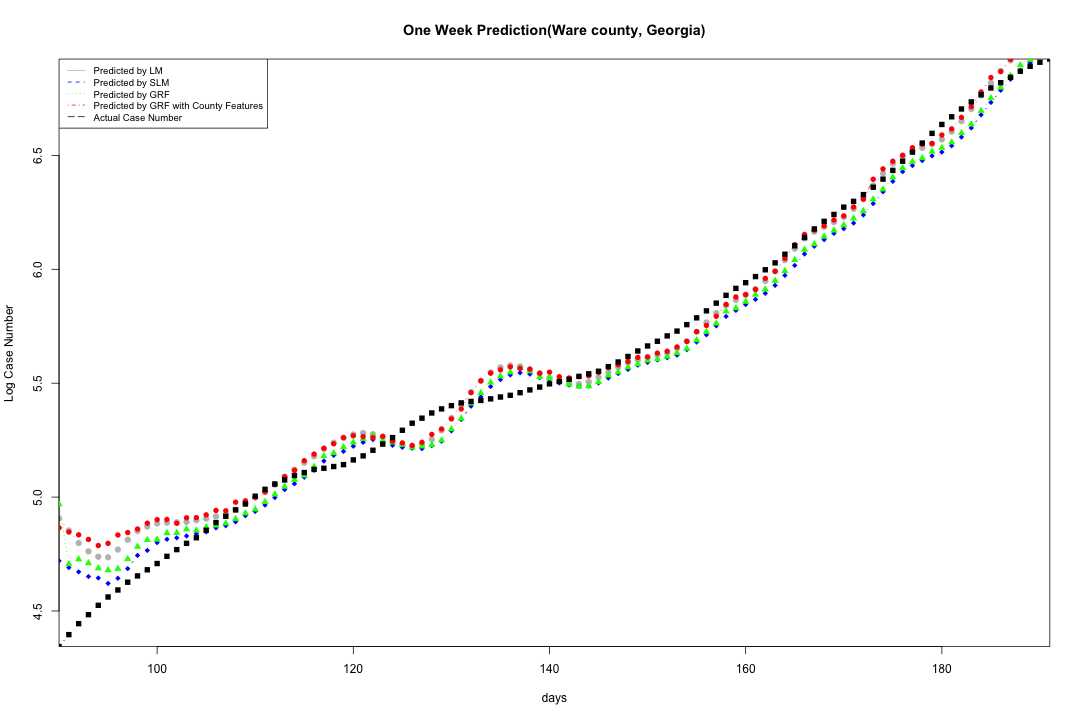 One Week Prediction(Ware county, Georgia)
Predicted by LM
Predicted by SLM
Predicted by GRF
Predicted by GRF with County Features
Actual Case Number
Log Case Number
6.5
6.0
5.5
5.0
4.5
100 120 140 160 180
days